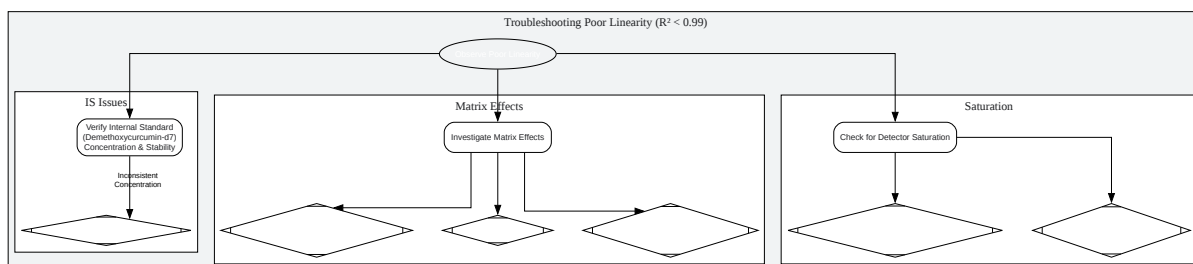 Troubleshooting Poor Linearity (R² < 0.99)
IS Issues
Verify Internal Standard
(Demethoxycurcumin-d7)
Concentration & Stability
Inconsistent
Concentration
Matrix Effects
Investigate Matrix Effects
Saturation
Check for Detector Saturation